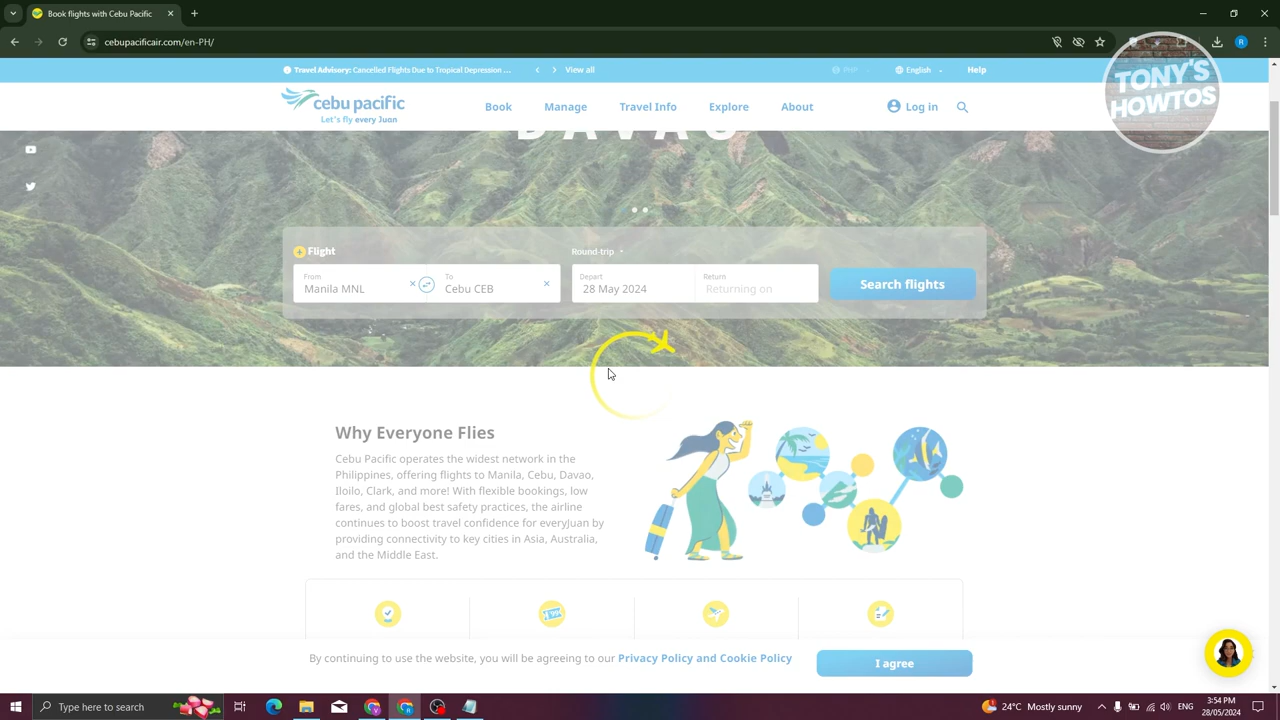 Book flights with Cebu Pacific
cebupacificair.com/en-PH/
R
Travel Advisory: Cancelled Flights Due to Tropical Depression ...
View all
PHP
English
Help
TONY'S
HOWTOS
cebu pacific
Let's fly every Juan
Book
Manage
Travel Info
Explore
About
Log in
DAVAO
Flight
Round-trip
From
Manila MNL
To
Cebu CEB
Depart
28 May 2024
Return
Returning on
Search flights
Why Everyone Flies
Cebu Pacific operates the widest network in the
Philippines, offering flights to Manila, Cebu, Davao,
Iloilo, Clark, and more! With flexible bookings, low
fares, and global best safety practices, the airline
continues to boost travel confidence for everyJuan by
providing connectivity to key cities in Asia, Australia,
and the Middle East.
By continuing to use the website, you will be agreeing to our Privacy Policy and Cookie Policy
I agree
Type here to search
24°C Mostly sunny
3:54 PM
28/05/2024